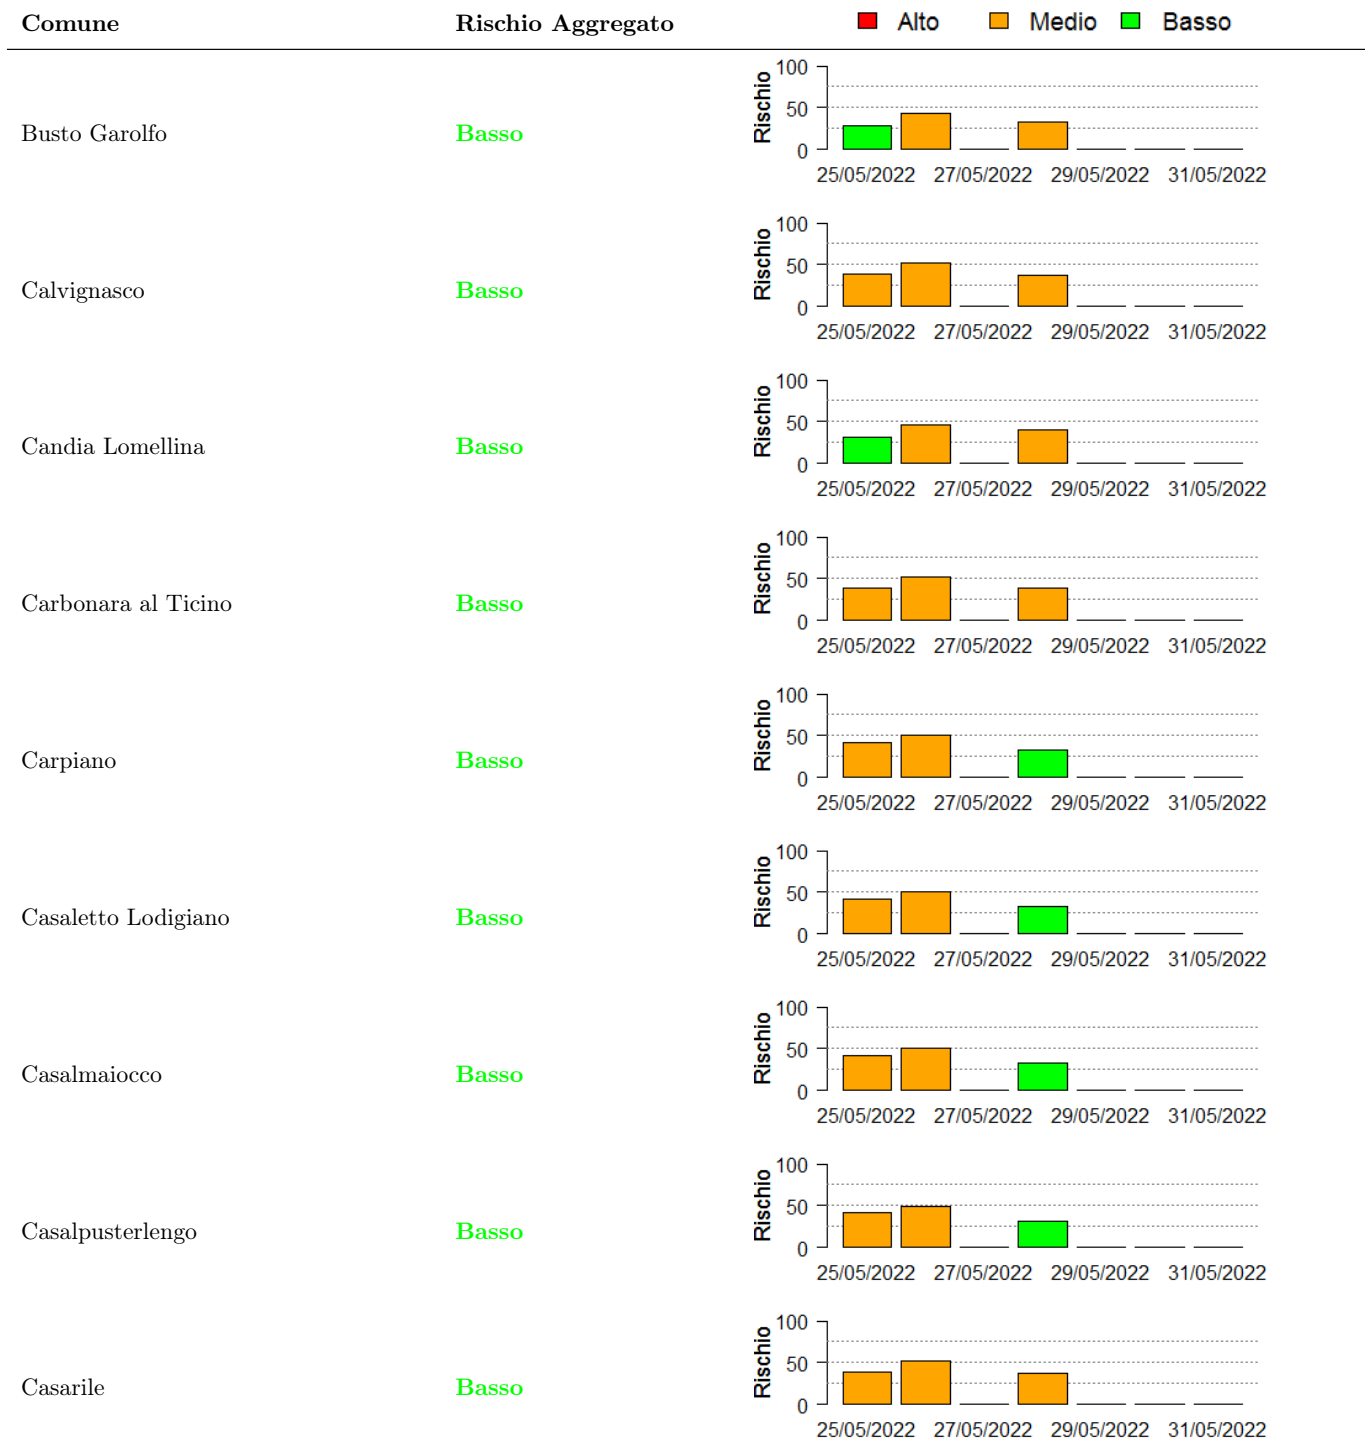 Comune Rischio Aggregato Alto Medio Basso
100
Rischio
50
Busto Garolfo Basso
0
25/05/2022 27/05/2022 29/05/2022 31/05/2022
100
Rischio
50
Calvignasco Basso
0
25/05/2022 27/05/2022 29/05/2022 31/05/2022
100
Rischio
50
Candia Lomellina Basso
0
25/05/2022 27/05/2022 29/05/2022 31/05/2022
100
Rischio
50
Carbonara al Ticino Basso
0
25/05/2022 27/05/2022 29/05/2022 31/05/2022
100
Rischio
50
Carpiano Basso
0
25/05/2022 27/05/2022 29/05/2022 31/05/2022
100
Rischio
50
Casaletto Lodigiano Basso
0
25/05/2022 27/05/2022 29/05/2022 31/05/2022
100
Rischio
50
Casalmaiocco Basso
0
25/05/2022 27/05/2022 29/05/2022 31/05/2022
100
Rischio
50
Casalpusterlengo Basso
0
25/05/2022 27/05/2022 29/05/2022 31/05/2022
100
Rischio
50
Casarile Basso
0
25/05/2022 27/05/2022 29/05/2022 31/05/2022